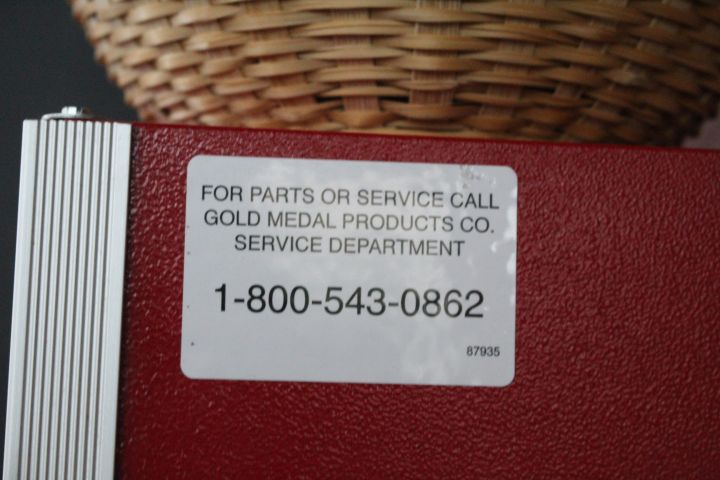 FOR PARTS OR SERVICE CALL
GOLD MEDAL PRODUCTS CO.
SERVICE DEPARTMENT
1-800-543-0862
87935